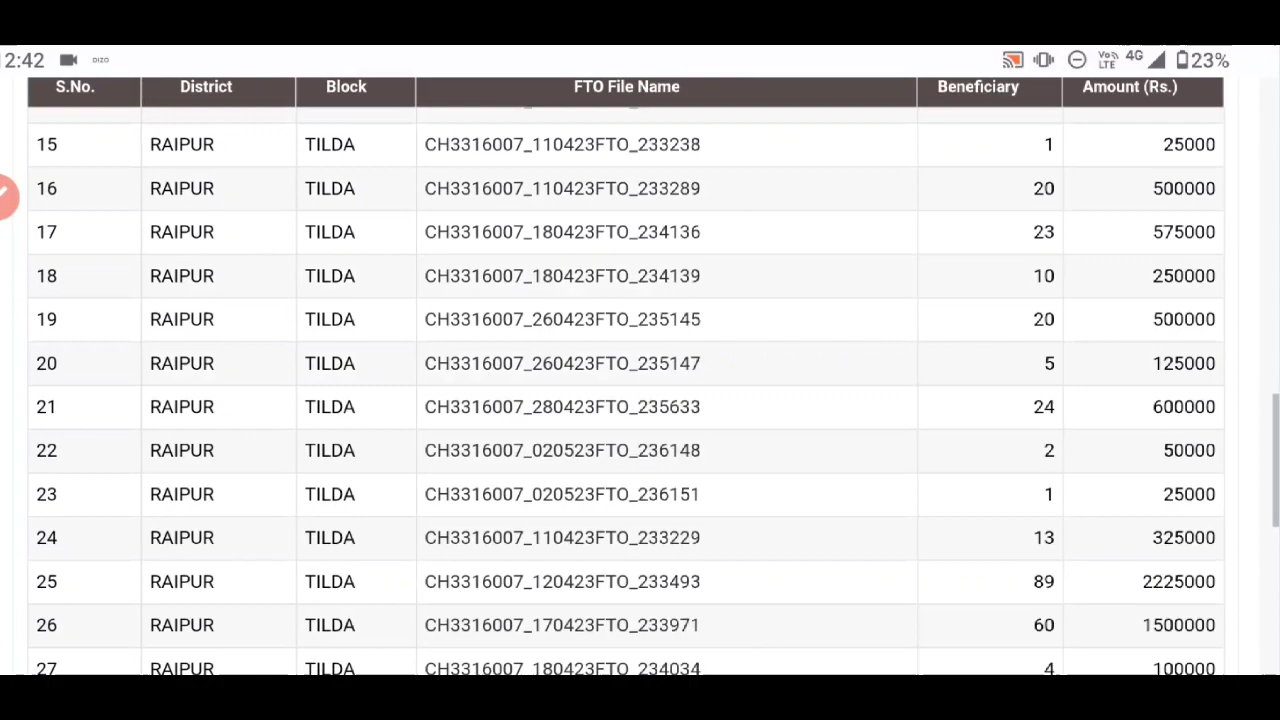 2:42 DIZO Vo)) LTE 4G 23%
S.No. District Block FTO File Name Beneficiary Amount (Rs.)
15 RAIPUR TILDA CH3316007_110423FTO_233238 1 25000
16 RAIPUR TILDA CH3316007_110423FTO_233289 20 500000
17 RAIPUR TILDA CH3316007_180423FTO_234136 23 575000
18 RAIPUR TILDA CH3316007_180423FTO_234139 10 250000
19 RAIPUR TILDA CH3316007_260423FTO_235145 20 500000
20 RAIPUR TILDA CH3316007_260423FTO_235147 5 125000
21 RAIPUR TILDA CH3316007_280423FTO_235633 24 600000
22 RAIPUR TILDA CH3316007_020523FTO_236148 2 50000
23 RAIPUR TILDA CH3316007_020523FTO_236151 1 25000
24 RAIPUR TILDA CH3316007_110423FTO_233229 13 325000
25 RAIPUR TILDA CH3316007_120423FTO_233493 89 2225000
26 RAIPUR TILDA CH3316007_170423FTO_233971 60 1500000
27 RAIPUR TILDA CH3316007_180423FTO_234034 4 100000